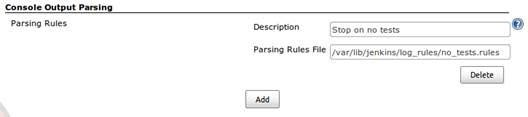 Console Output Parsing
Parsing Rules
Description
Stop on no tests
Parsing Rules File
/var/lib/jenkins/log_rules/no_tests.rules
Delete
Add